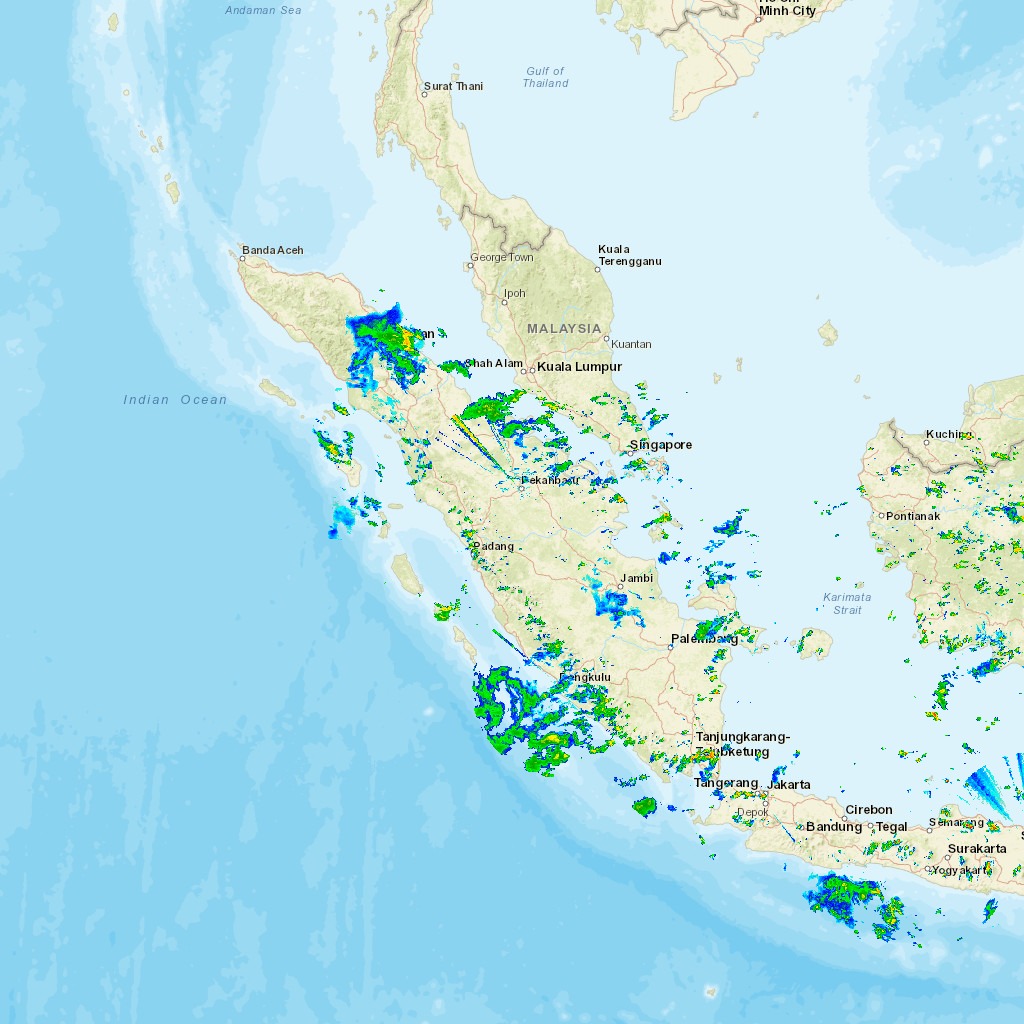 Andaman Sea
Minh City
Gulf of
Thailand
Surat Thani
Banda Aceh
George Town
Kuala
Terengganu
Ipoh
MALAYSIA
Kuantan
Shah Alam
Kuala Lumpur
Indian Ocean
Kuching
Singapore
Pekanbaru
Pontianak
Padang
Jambi
Karimata
Strait
Palembang
Bengkulu
Tanjungkarang-
Telubketung
Tangerang
Jakarta
Depok
Cirebon
Bandung
Tegal
Semarang
Surakarta
Yogyakarta